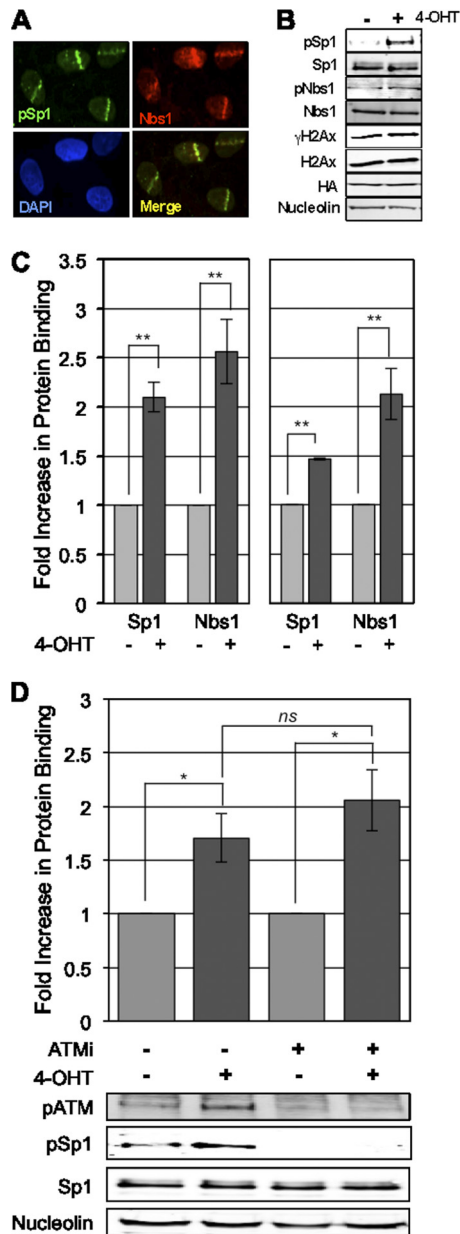 A
pSp1
Nbs1
DAPI
Merge
B
- + 4-OHT
pSp1
Sp1
pNbs1
Nbs1
γH2Ax
H2Ax
HA
Nucleolin
C
Fold Increase in Protein Binding
3.5
3
2.5
2
1.5
1
0.5
0
**
**
**
**
Sp1 Nbs1 Sp1 Nbs1
4-OHT - + - + - + - +
D
Fold Increase in Protein Binding
3
2.5
2
1.5
1
0.5
0
ns
*
*
ATMi - - + +
4-OHT - + - +
pATM
pSp1
Sp1
Nucleolin